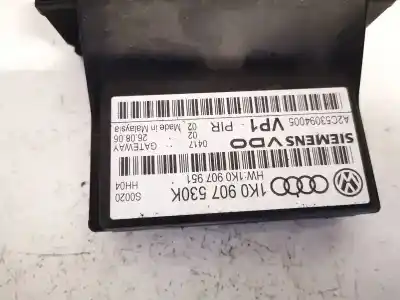 1K0 907 530K
HW:1K0 907 951
S0020
HH04
SIEMENS VDO
0417 GATEWAY
02 26.08.06
02. Made in Malaysia
VP1 - PIR
A2C53094005